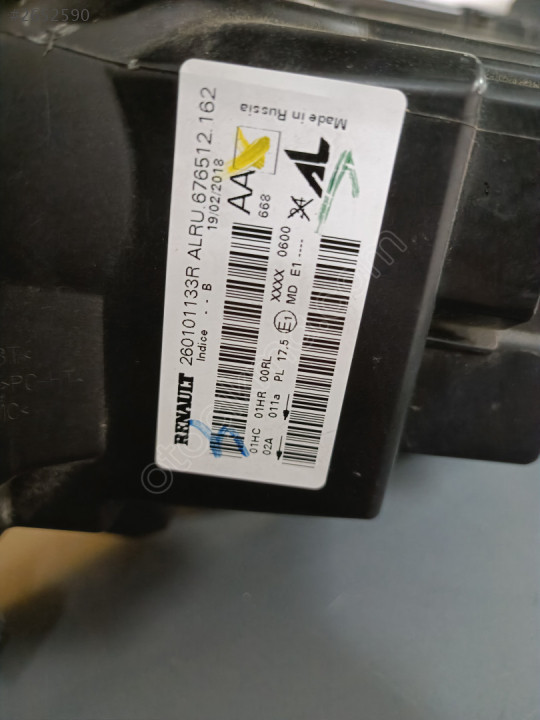 Made in Russia
RENAULT 260101133R ALRU.676512.162
Indice - - B 19/02/2018
AA
668
AL
01HC 01HR 00RL XXXX 0600
02A 011a PL 17.5 E1 MD E1 ----